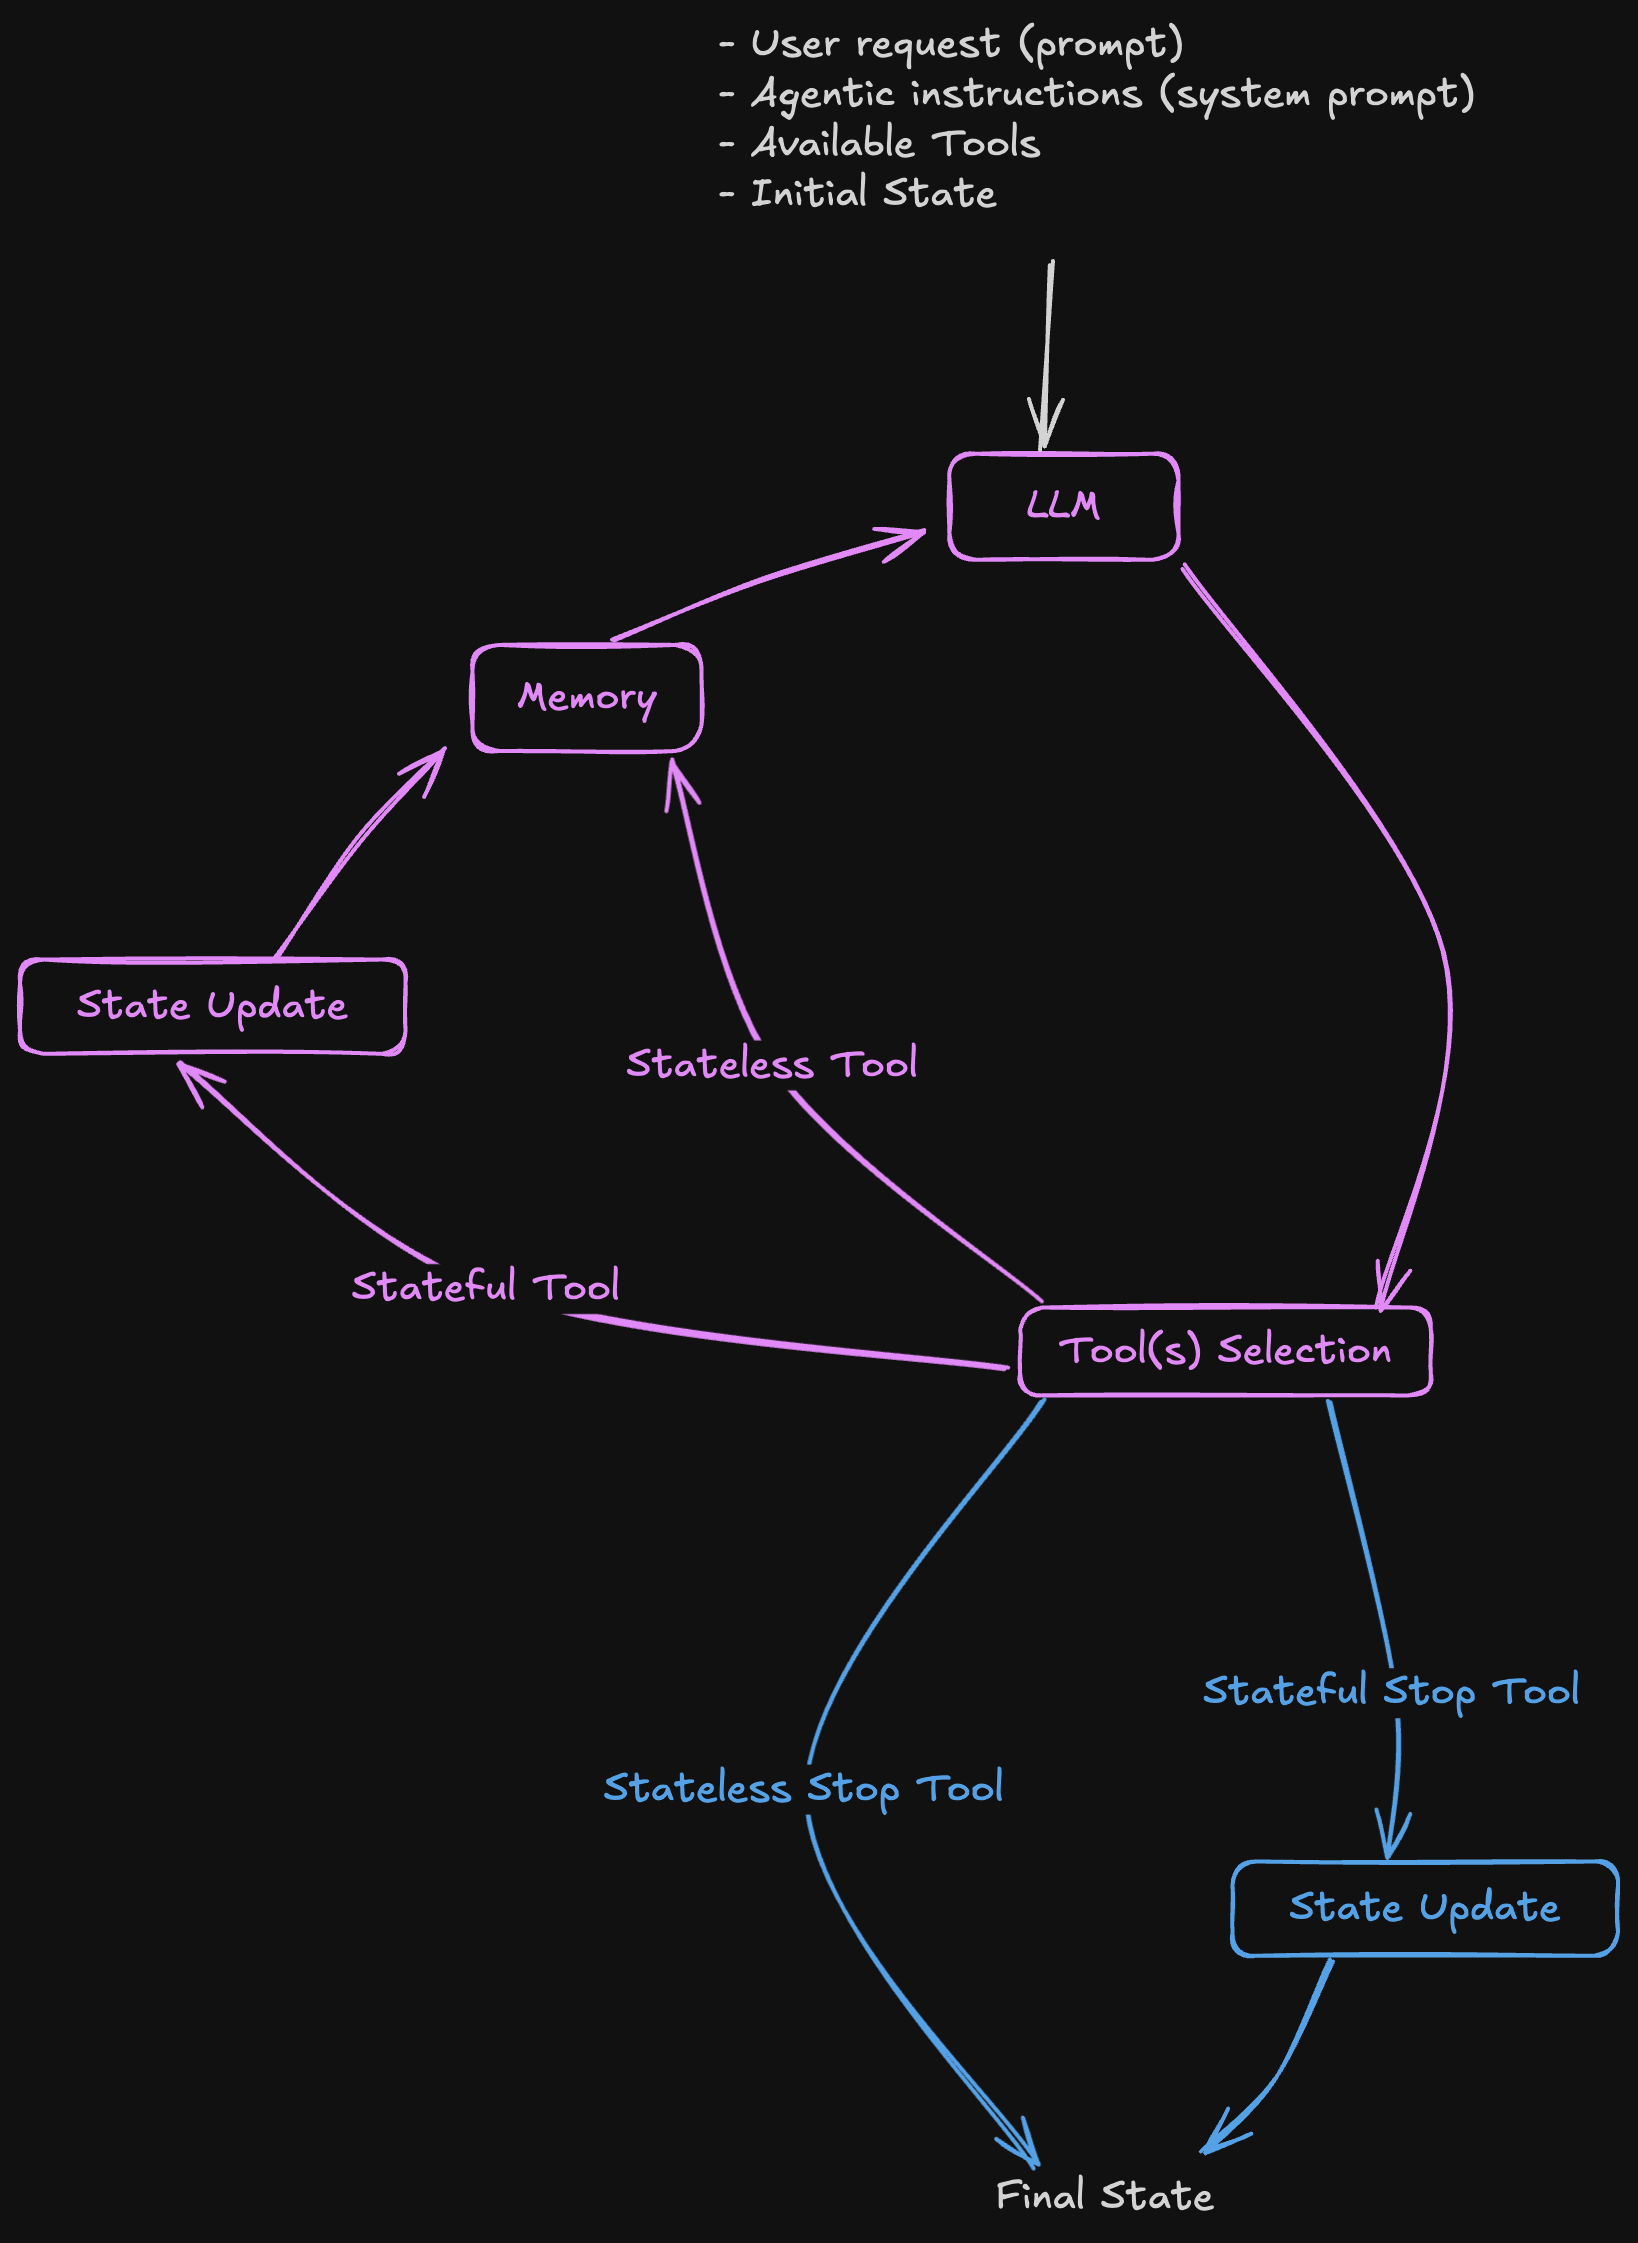 - User request (prompt)
- Agentic instructions (system prompt)
- Available Tools
- Initial State
LLM
Memory
State Update
Stateless Tool
Stateful Tool
Tool(s) Selection
Stateful Stop Tool
Stateless Stop Tool
State Update
Final State